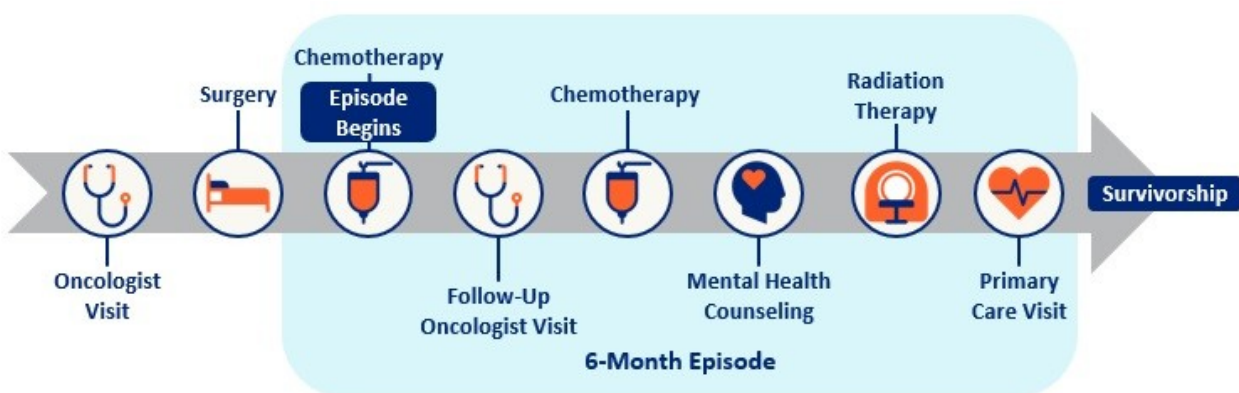 Chemotherapy
Episode
Begins
Surgery
Chemotherapy
Radiation
Therapy
Survivorship
Oncologist
Visit
Follow-Up
Oncologist Visit
Mental Health
Counseling
Primary
Care Visit
6-Month Episode